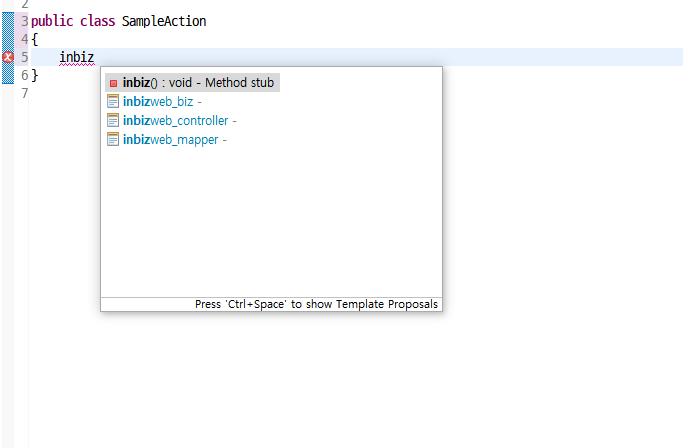 2
3 public class SampleAction
4 {
5 inbiz
inbiz() : void - Method stub
inbizweb_biz -
inbizweb_controller -
inbizweb_mapper -
6 }
7
Press 'Ctrl+Space' to show Template Proposals